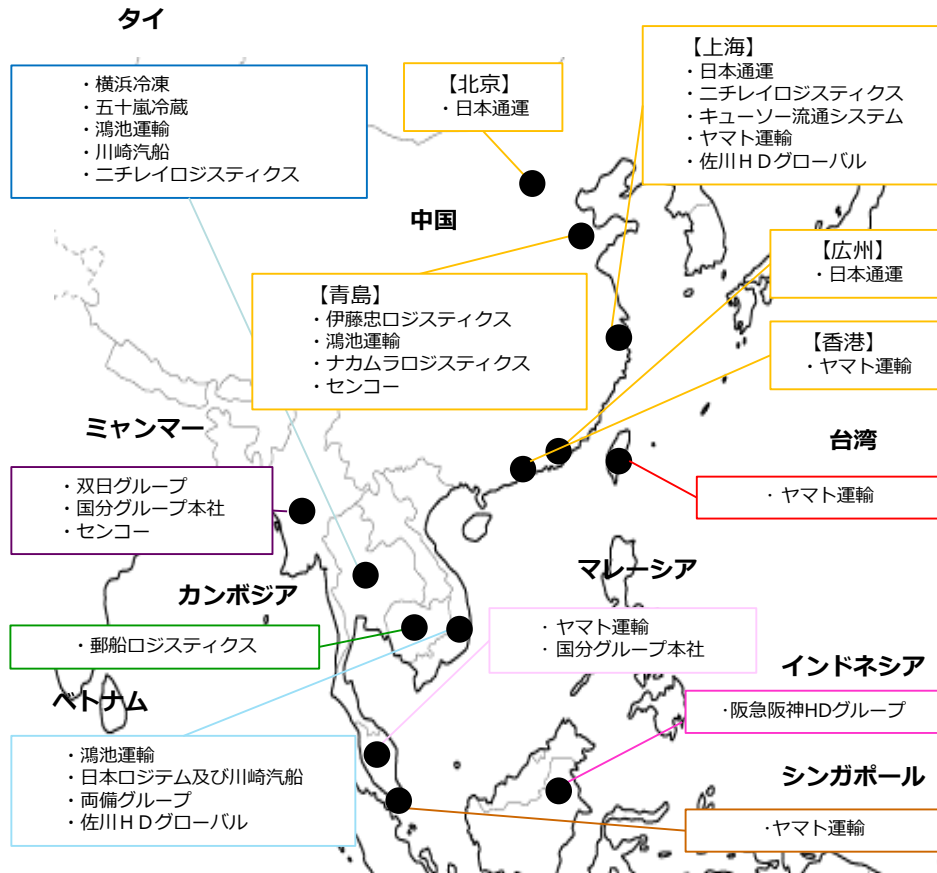 タイ
・横浜冷凍
・五十嵐冷蔵
・鴻池運輸
・川崎汽船
・ニチレイロジスティクス
【北京】
・日本通運
【上海】
・日本通運
・ニチレイロジスティクス
・キューソー流通システム
・ヤマト運輸
・佐川ＨＤグローバル
中国
【広州】
・日本通運
【青島】
・伊藤忠ロジスティクス
・鴻池運輸
・ナカムラロジスティクス
・センコー
【香港】
・ヤマト運輸
ミャンマー
・双日グループ
・国分グループ本社
・センコー
台湾
・ヤマト運輸
カンボジア
・郵船ロジスティクス
マレーシア
・ヤマト運輸
・国分グループ本社
ベトナム
・鴻池運輸
・日本ロジテム及び川崎汽船
・両備グループ
・佐川ＨＤグローバル
インドネシア
・阪急阪神HDグループ
シンガポール
・ヤマト運輸